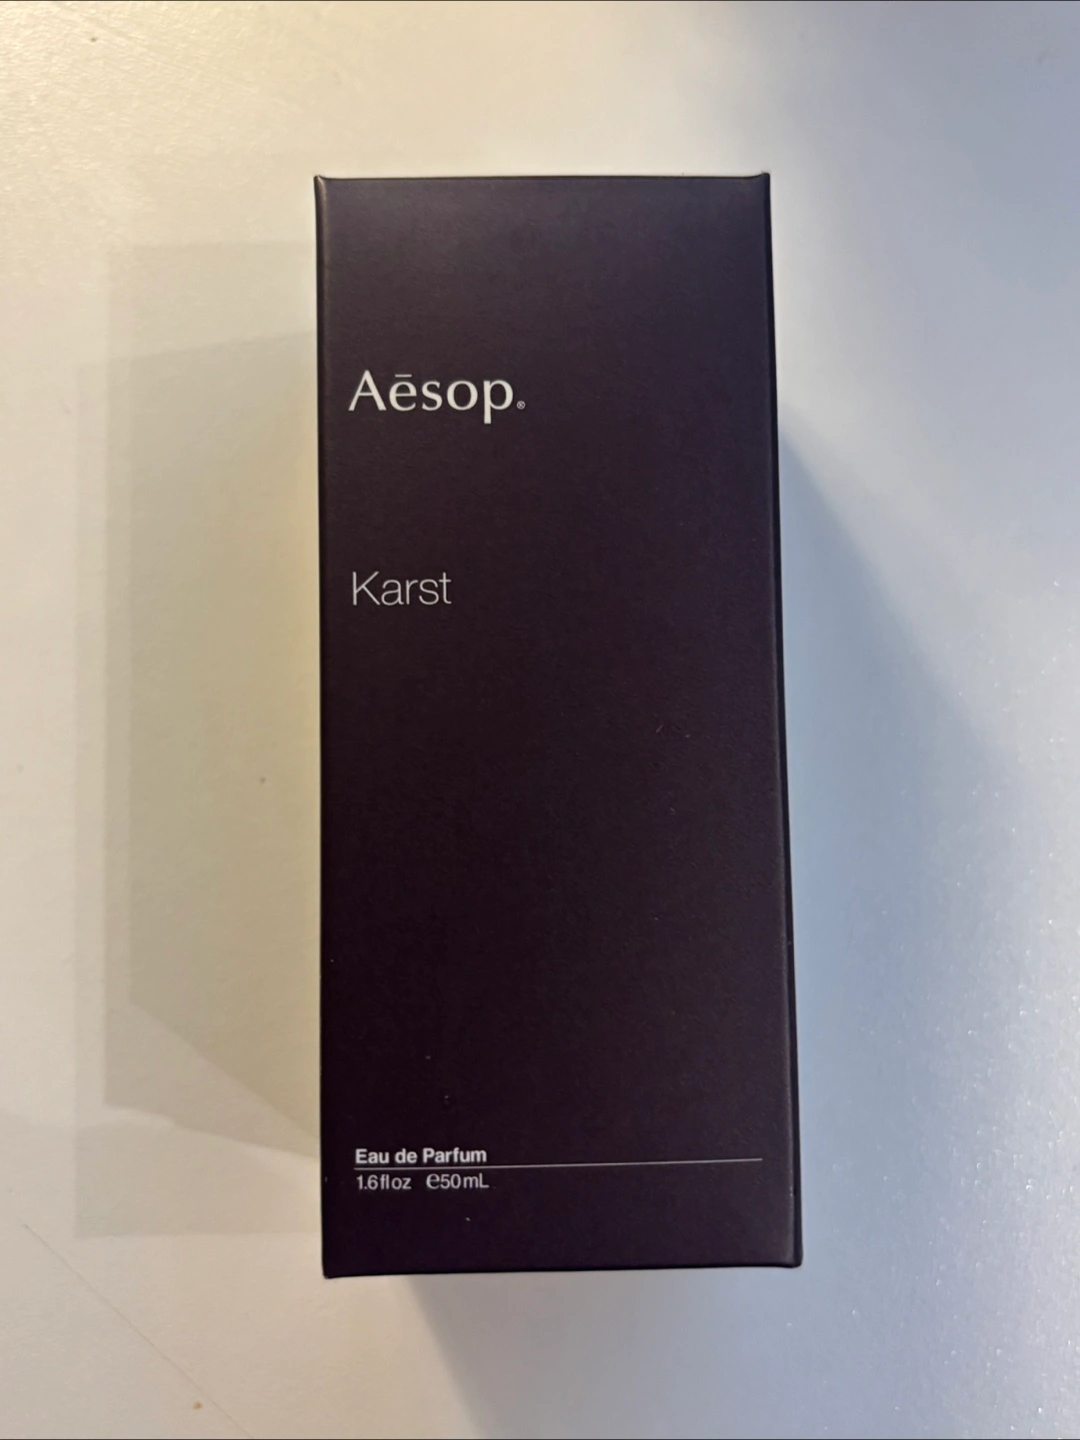 Aēsop.®
Karst
Eau de Parfum
1.6 fl oz ℮50 mL